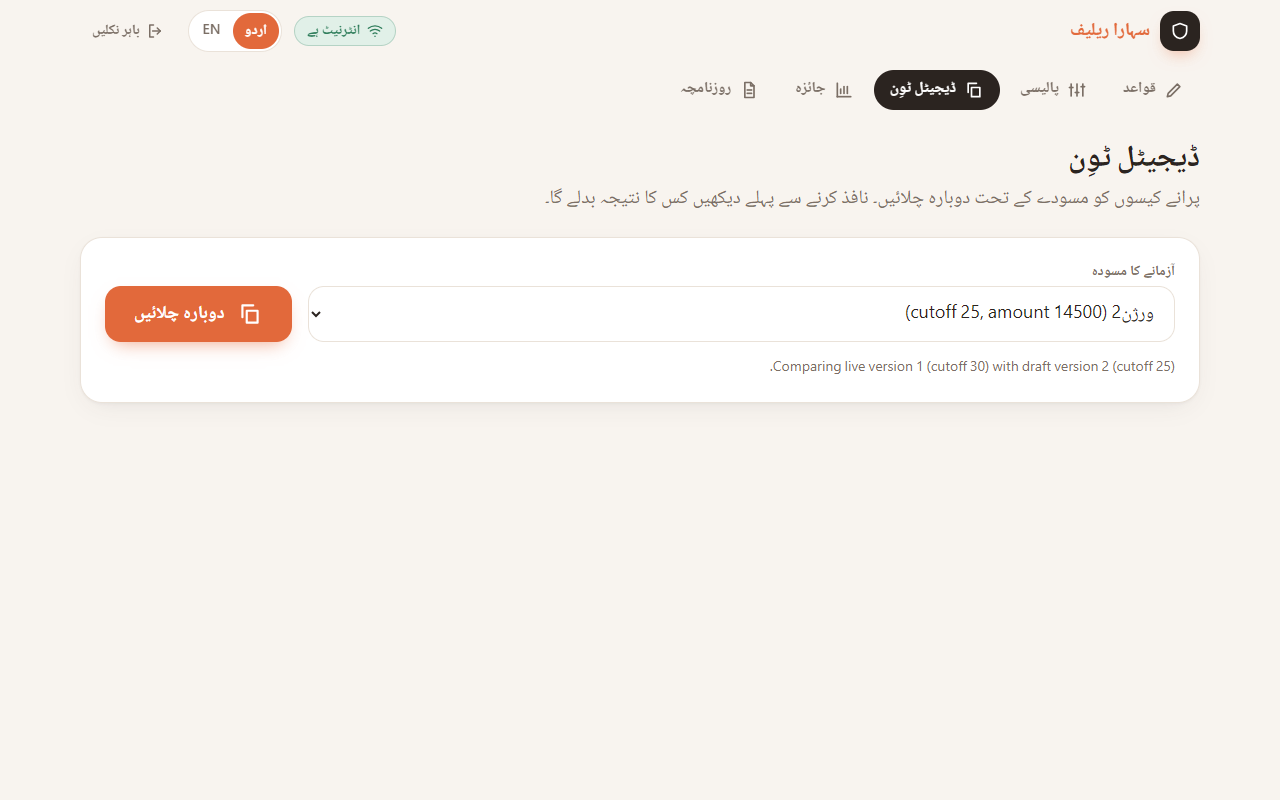 سہارا ریلیف
انٹرنیٹ ہے
اردو
EN
باہر نکلیں
قواعد
پالیسی
ڈیجیٹل ٹوِن
جائزہ
روزنامچہ
ڈیجیٹل ٹوِن
پرانے کیسوں کو مسودے کے تحت دوبارہ چلائیں۔ نافذ کرنے سے پہلے دیکھیں کس کا نتیجہ بدلے گا۔
آزمانے کا مسودہ
ورژن2 (cutoff 25, amount 14500)
دوبارہ چلائیں
Comparing live version 1 (cutoff 30) with draft version 2 (cutoff 25).